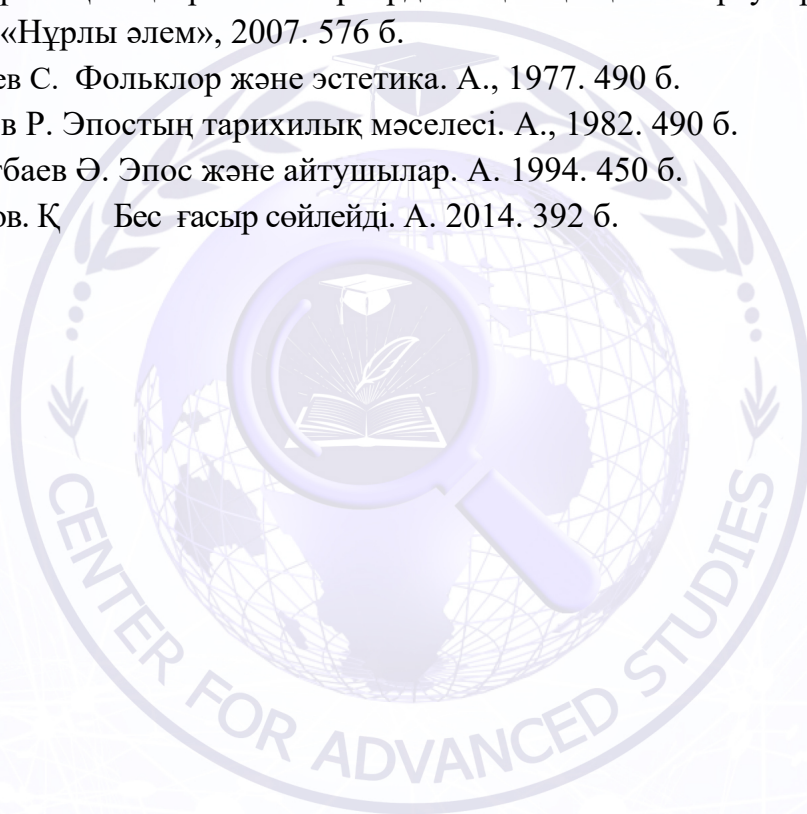 «Нұрлы әлем», 2007. 576 б.
ев С. Фольклор және эстетика. А., 1977. 490 б.
в Р. Эпостың тарихилық мәселесі. А., 1982. 490 б.
тбаев Ә. Эпос және айтушылар. А. 1994. 450 б.
ов. Қ Бес ғасыр сөйлейді. А. 2014. 392 б.
CENTER FOR ADVANCED STUDIES